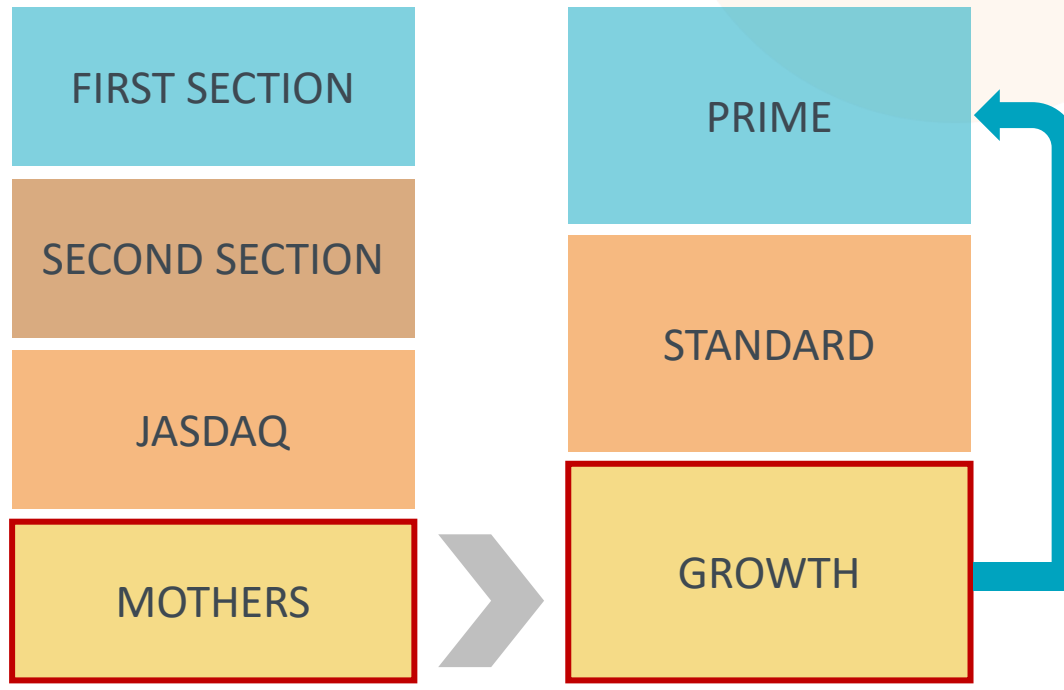 FIRST SECTION
SECOND SECTION
JASDAQ
MOTHERS
PRIME
STANDARD
GROWTH